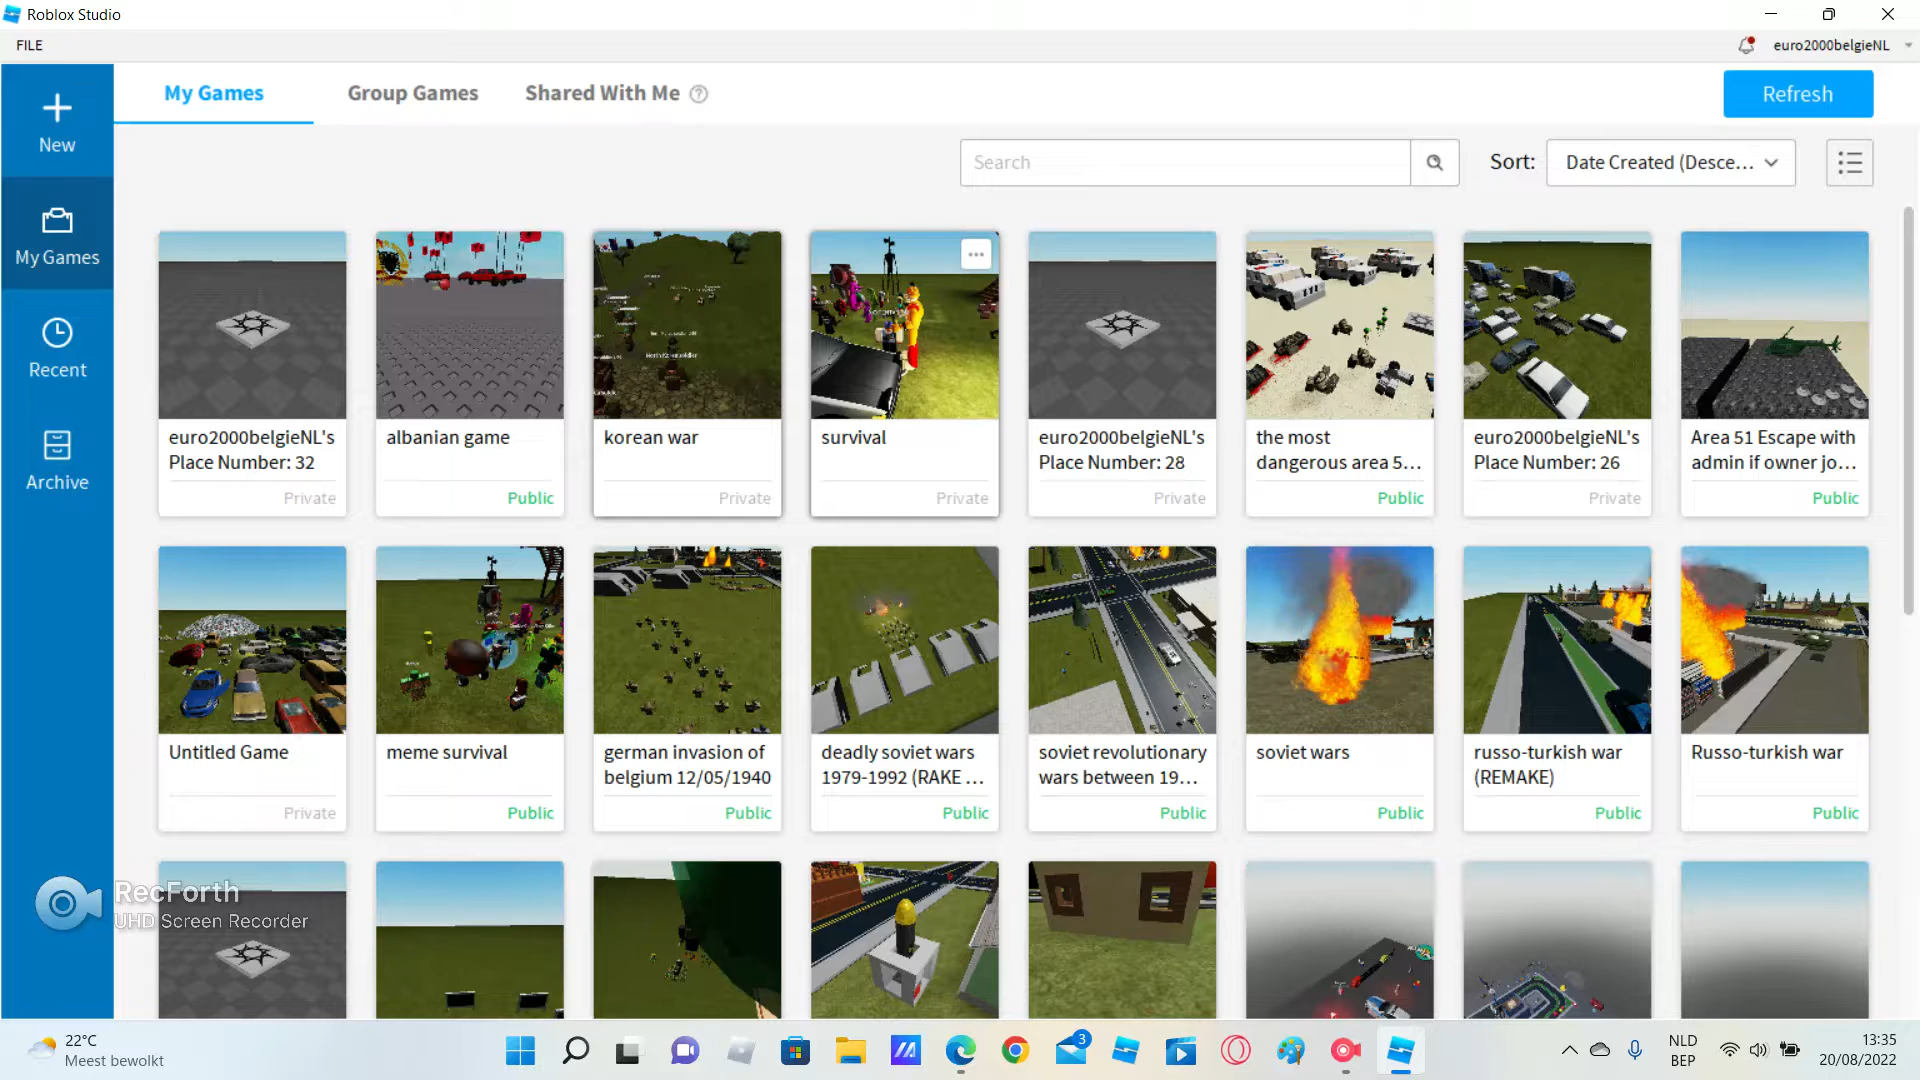 Roblox Studio
FILE
euro2000belgieNL
New
My Games
Recent
Archive
My Games
Group Games
Shared With Me
Refresh
Search
Sort:
Date Created (Desce...
euro2000belgieNL's
Place Number: 32
Private
albanian game
Public
korean war
Private
survival
Private
euro2000belgieNL's
Place Number: 28
Private
the most
dangerous area 5...
Public
euro2000belgieNL's
Place Number: 26
Private
Area 51 Escape with
admin if owner jo...
Public
Untitled Game
Private
meme survival
Public
german invasion of
belgium 12/05/1940
Public
deadly soviet wars
1979-1992 (RAKE ...
Public
soviet revolutionary
wars between 19...
Public
soviet wars
Public
russo-turkish war
(REMAKE)
Public
Russo-turkish war
Public
RecForth
UHD Screen Recorder
22°C
Meest bewolkt
3
NLD
BEP
13:35
20/08/2022